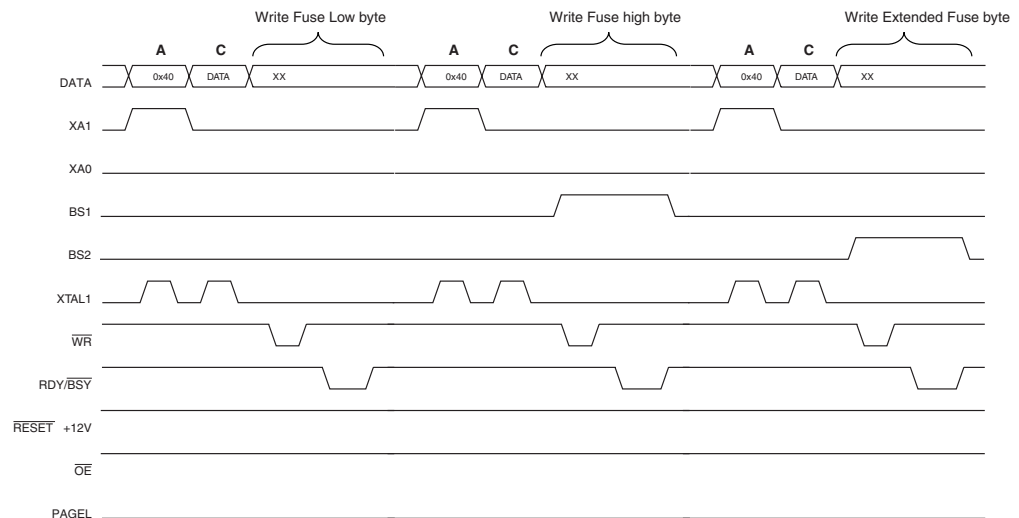 Write Fuse Low byte Write Fuse high byte Write Extended Fuse byte
A C A C A C
DATA 0x40 DATA XX 0x40 DATA XX 0x40 DATA XX
XA1
XA0
BS1
BS2
XTAL1
WR
RDY/BSY
RESET +12V
OE
PAGEL